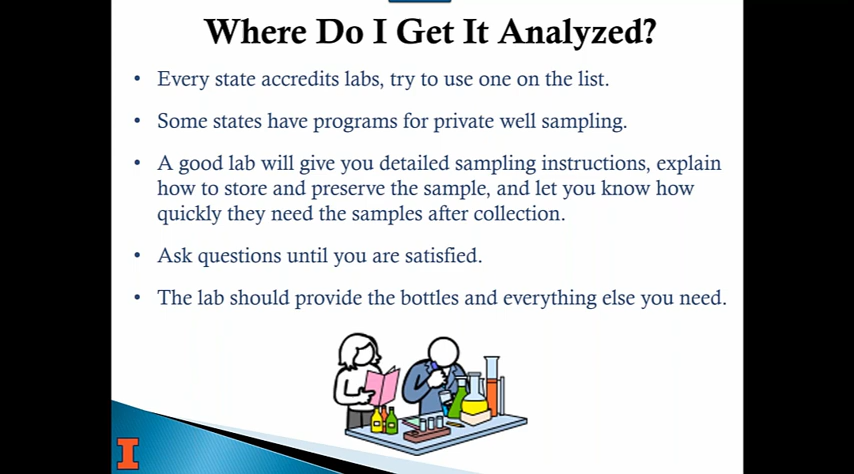 Where Do I Get It Analyzed?
• Every state accredits labs, try to use one on the list.
• Some states have programs for private well sampling.
• A good lab will give you detailed sampling instructions, explain
how to store and preserve the sample, and let you know how
quickly they need the samples after collection.
• Ask questions until you are satisfied.
• The lab should provide the bottles and everything else you need.
I